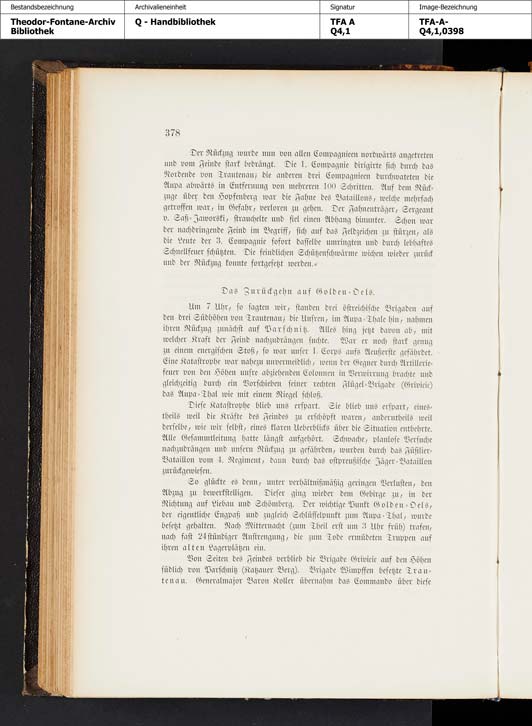 Bestandsbezeichnung
Archivalieneinheit
Signatur
Image-Bezeichnung
Theodor-Fontane-Archiv
Bibliothek
Q - Handbibliothek
TFA A
Q4,1
TFA-A-
Q4,1,0398
378
Der Rückzug wurde nun von allen Compagnieen nordwärts angetreten
und vom Feinde stark bedrängt. Die 1. Compagnie dirigirte sich durch das
Nordende von Trautenau; die anderen drei Compagnieen durchwateten die
Aupa abwärts in Entfernung von mehreren 100 Schritten. Auf dem Rück-
zuge über den Hopfenberg war die Fahne des Bataillons, welche mehrfach
getroffen war, in Gefahr, verloren zu gehen. Der Fahnenträger, Sergeant
v. Saß-Jaworski, strauchelte und fiel einen Abhang hinunter. Schon war
der nachdringende Feind im Begriff, sich auf das Feldzeichen zu stürzen, als
die Leute der 3. Compagnie sofort dasselbe umringten und durch lebhaftes
Schnellfeuer schützten. Die feindlichen Schützenschwärme wichen wieder zurück
und der Rückzug konnte fortgesetzt werden.«
Das Zurückgehn auf Golden-Oels.
Um 7 Uhr, so sagten wir, standen drei östreichische Brigaden auf
den drei Südhöhen von Trautenau; die Unsren, im Aupa-Thale hin, nahmen
ihren Rückzug zunächst auf Parschnitz. Alles hing jetzt davon ab, mit
welcher Kraft der Feind nachzudrängen suchte. War er noch stark genug
zu einem energischen Stoß, so war unser 1. Corps aufs Aeußerste gefährdet.
Eine Katastrophe war nahezu unvermeidlich, wenn der Gegner durch Artillerie-
feuer von den Höhen unsre abziehenden Colonnen in Verwirrung brachte und
gleichzeitig durch ein Vorschieben seiner rechten Flügel-Brigade (Grivicic)
das Aupa-Thal wie mit einem Riegel schloß.
Diese Katastrophe blieb uns erspart. Sie blieb uns erspart, eines-
theils weil die Kräfte des Feindes zu erschöpft waren, anderntheils weil
derselbe, wie wir selbst, eines klaren Ueberblicks über die Situation entbehrte.
Alle Gesammtleitung hatte längst aufgehört. Schwache, planlose Versuche
nachzudrängen und unsern Rückzug zu gefährden, wurden durch das Füsilier-
Bataillon vom 4. Regiment, dann durch das ostpreußische Jäger-Bataillon
zurückgewiesen.
So glückte es denn, unter verhältnißmäßig geringen Verlusten, den
Abzug zu bewerkstelligen. Dieser ging wieder dem Gebirge zu, in der
Richtung auf Liebau und Schömberg. Der wichtige Punkt Golden-Oels,
der eigentliche Engpaß und zugleich Schlüsselpunkt zum Aupa-Thal, wurde
besetzt gehalten. Nach Mitternacht (zum Theil erst um 3 Uhr früh) trafen,
nach fast 24stündiger Anstrengung, die zum Tode ermüdeten Truppen auf
ihren alten Lagerplätzen ein.
Von Seiten des Feindes verblieb die Brigade Grivicic auf den Höhen
südlich von Parschnitz (Katzauer Berg). Brigade Wimpffen besetzte Trau-
tenau. Generalmajor Baron Koller übernahm das Commando über diese